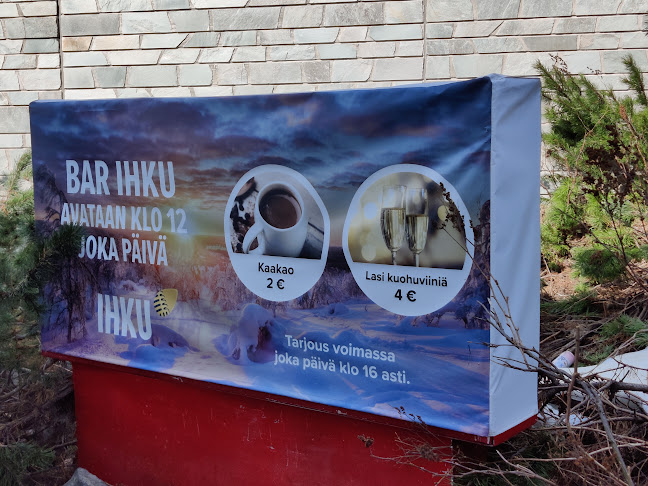 BAR IHKU
AVATAAN KLO 12
JOKA PÄIVÄ
IHKU
Kaakao
2 €
Lasi kuohuviiniä
4 €
Tarjous voimassa
joka päivä klo 16 asti.